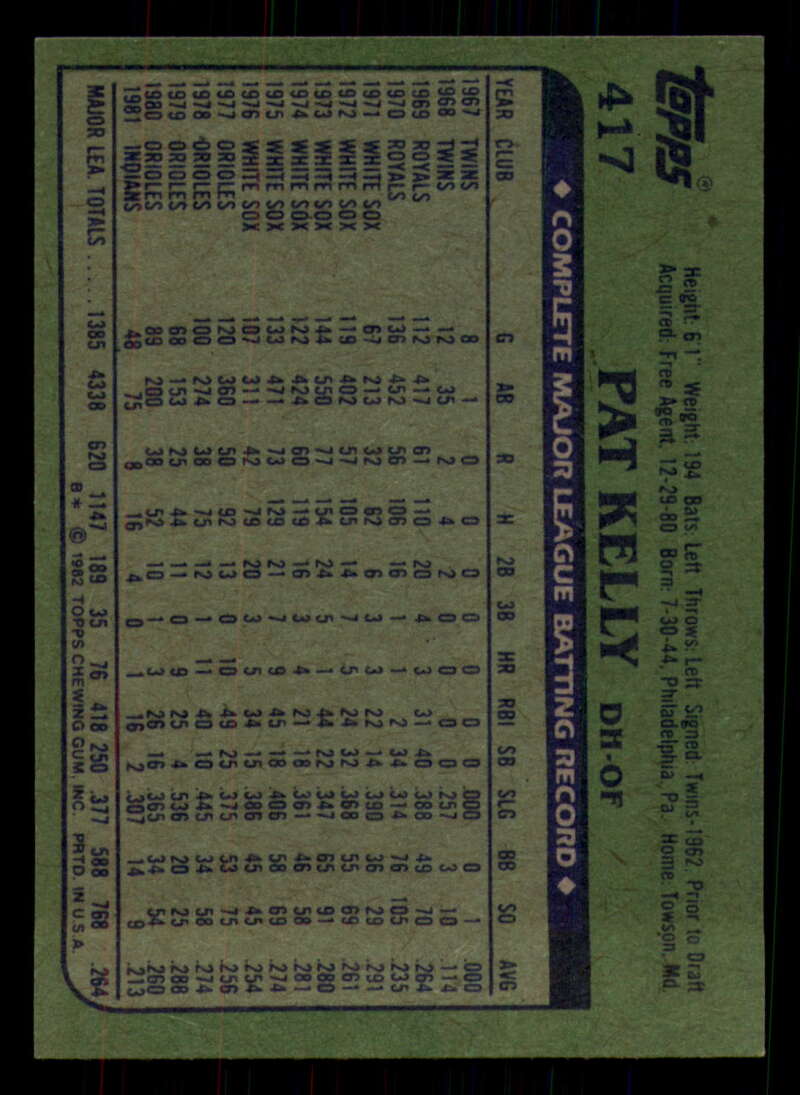 Topps®
417 PAT KELLY DH-OF
Height: 6'1" Weight: 194 Bats: Left Throws: Left Signed: Twins-1962, Prior to Draft
Acquired: Free Agent, 12-29-80 Born: 7-30-44, Philadelphia, Pa. Home: Towson, Md.
◆ COMPLETE MAJOR LEAGUE BATTING RECORD ◆
YEAR CLUB G AB R H 2B 3B HR RBI SB SLG BB SO AVG
1967 TWINS 8 1 0 0 0 0 0 0 0 .000 0 1 .000
1968 TWINS 12 35 2 4 2 0 0 0 0 .257 3 10 .114
1969 ROYALS 112 417 61 110 20 4 3 31 40 .388 49 70 .264
1970 ROYALS 136 452 56 106 16 1 1 2 34 .314 76 105 .235
1971 WHITE SOX 67 213 32 62 6 3 3 22 14 .390 36 29 .291
1972 WHITE SOX 119 402 57 105 14 7 5 24 32 .368 55 69 .261
1973 WHITE SOX 144 550 77 154 24 5 1 44 22 .347 65 91 .280
1974 WHITE SOX 122 424 60 119 16 3 4 21 18 .361 46 58 .281
1975 WHITE SOX 133 471 73 129 21 7 9 45 18 .406 58 69 .274
1976 WHITE SOX 107 311 42 79 20 3 5 34 15 .386 45 45 .254
1977 ORIOLES 120 360 50 92 13 0 10 49 25 .375 53 75 .256
1978 ORIOLES 100 274 38 75 12 1 11 40 10 .445 34 58 .274
1979 ORIOLES 68 153 25 44 11 0 9 25 4 .536 20 25 .288
1980 ORIOLES 89 200 38 52 10 1 3 26 16 .365 34 54 .260
1981 INDIANS 48 75 8 16 4 0 1 16 2 .307 14 9 .213
MAJOR LEA. TOTALS ..... 1385 4338 620 1147 189 35 76 418 250 .377 588 768 .264
B* © 1982 TOPPS CHEWING GUM, INC. PRTD. IN U.S.A.